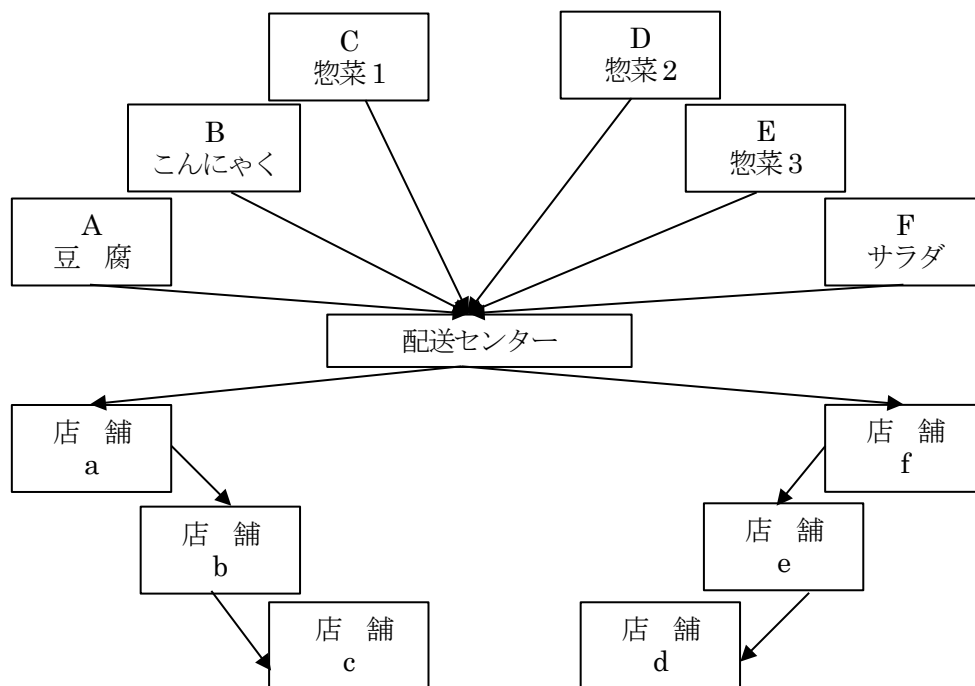 C
惣菜１
D
惣菜２
B
こんにゃく
E
惣菜３
A
豆　腐
F
サラダ
配送センター
店　舗
a
店　舗
f
店　舗
b
店　舗
e
店　舗
c
店　舗
d